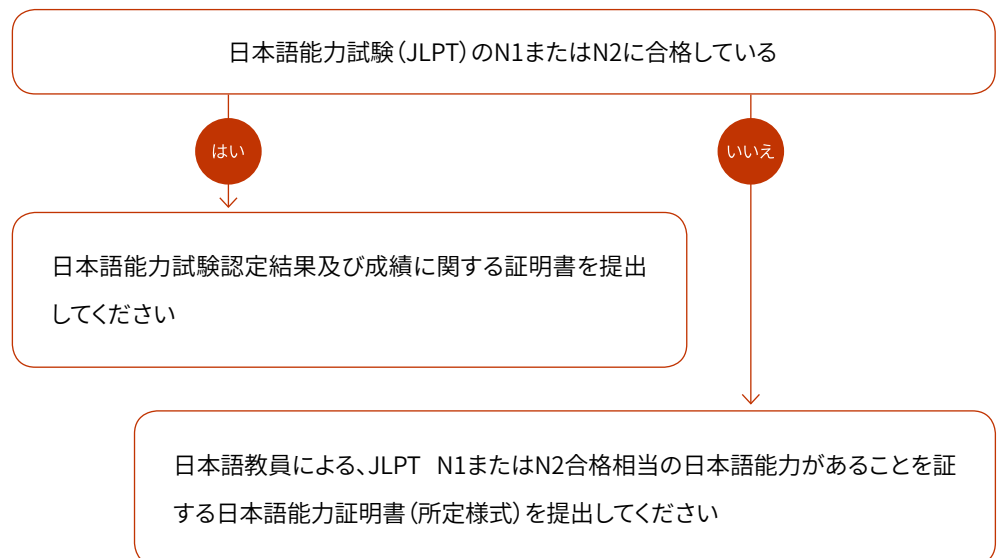 日本語能力試験（JLPT）のN1またはN2に合格している
はい
いいえ
日本語能力試験認定結果及び成績に関する証明書を提出
してください
日本語教員による、JLPT　N1またはN2合格相当の日本語能力があることを証
する日本語能力証明書（所定様式）を提出してください